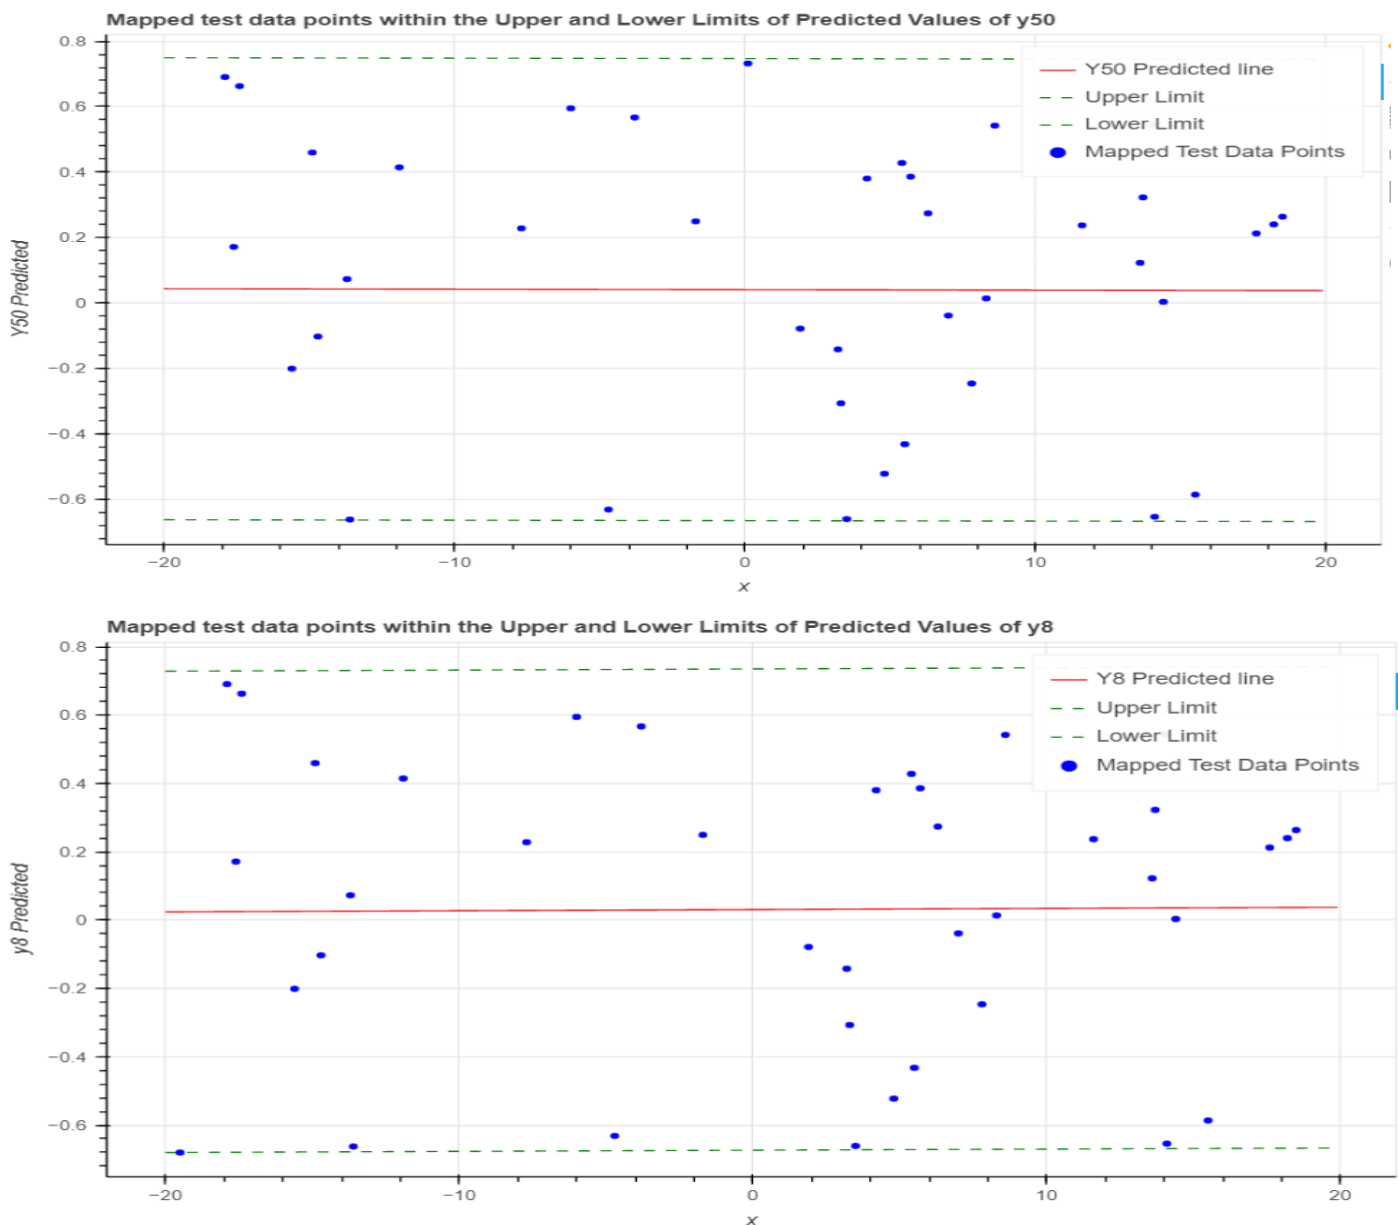 Mapped test data points within the Upper and Lower Limits of Predicted Values of y50
0.8
0.6
0.4
0.2
0
−0.2
−0.4
−0.6
Y50 Predicted
Y50 Predicted line
Upper Limit
Lower Limit
Mapped Test Data Points
−20
−10
0
10
20
x
Mapped test data points within the Upper and Lower Limits of Predicted Values of y8
0.8
0.6
0.4
0.2
0
−0.2
−0.4
−0.6
y8 Predicted
Y8 Predicted line
Upper Limit
Lower Limit
Mapped Test Data Points
−20
−10
0
10
20
x